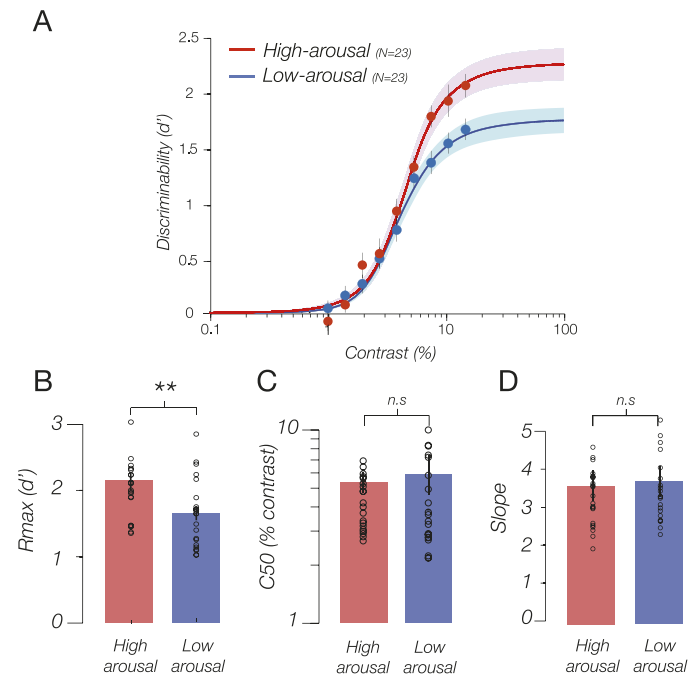 A
2.5
2
1.5
1
0.5
0
Discriminability (d')
High-arousal (N=23)
Low-arousal (N=23)
0.1
1
10
100
Contrast (%)
B
**
3
2
1
0
Rmax (d')
High arousal
Low arousal
C
n.s
10
1
C50 (% contrast)
High arousal
Low arousal
D
n.s
5
4
3
2
1
0
Slope
High arousal
Low arousal